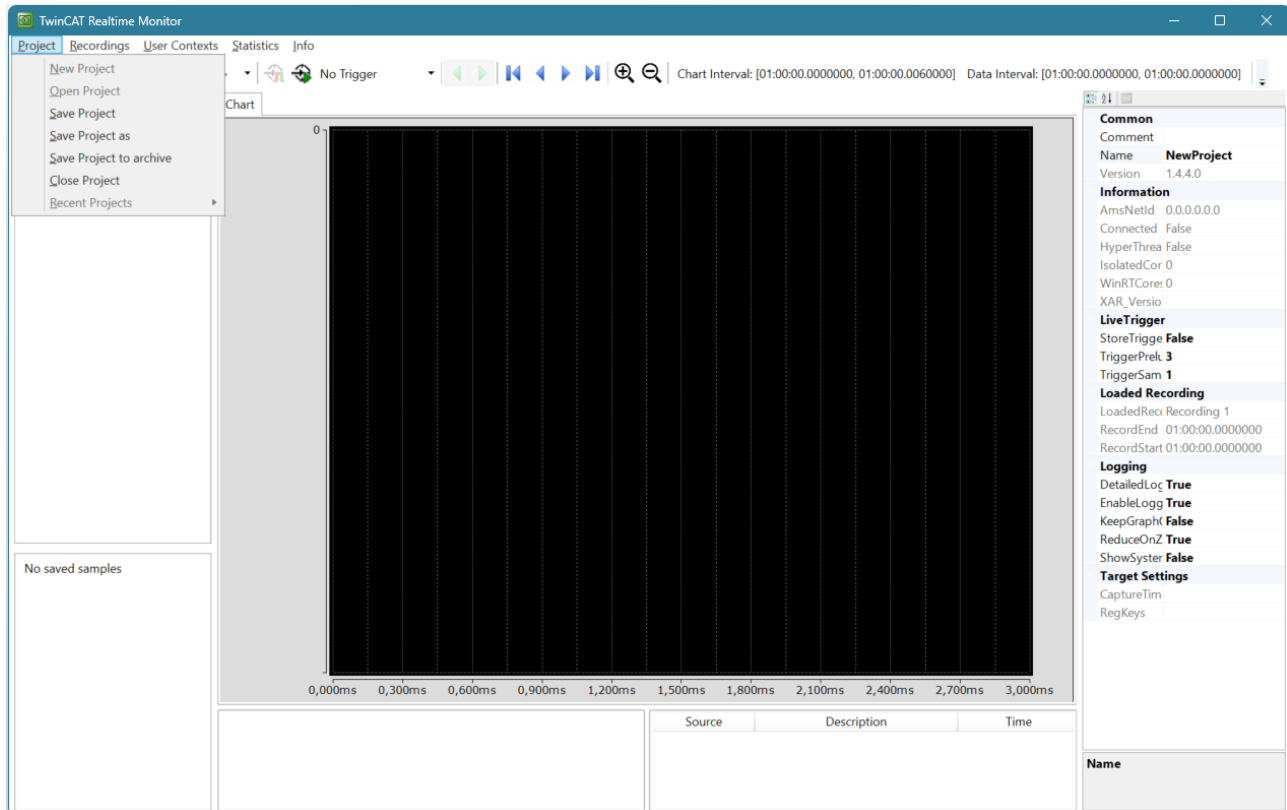 TwinCAT Realtime Monitor
Project Recordings User Contexts Statistics Info
New Project
Open Project
Save Project
Save Project as
Save Project to archive
Close Project
Recent Projects
No Trigger
Chart Interval: [01:00:00.0000000, 01:00:00.0060000] Data Interval: [01:00:00.0000000, 01:00:00.0000000]
Chart
0
0,000ms 0,300ms 0,600ms 0,900ms 1,200ms 1,500ms 1,800ms 2,100ms 2,400ms 2,700ms 3,000ms
No saved samples
Source Description Time
Common
Comment
Name NewProject
Version 1.4.4.0
Information
AmsNetId 0.0.0.0.0.0
Connected False
HyperThrea False
IsolatedCor 0
WinRTCore: 0
XAR_Versio
LiveTrigger
StoreTrigge False
TriggerPrelu 3
TriggerSam 1
Loaded Recording
LoadedReco Recording 1
RecordEnd 01:00:00.0000000
RecordStart 01:00:00.0000000
Logging
DetailedLog True
EnableLogg True
KeepGraph( False
ReduceOnZ True
ShowSyster False
Target Settings
CaptureTim
RegKeys
Name